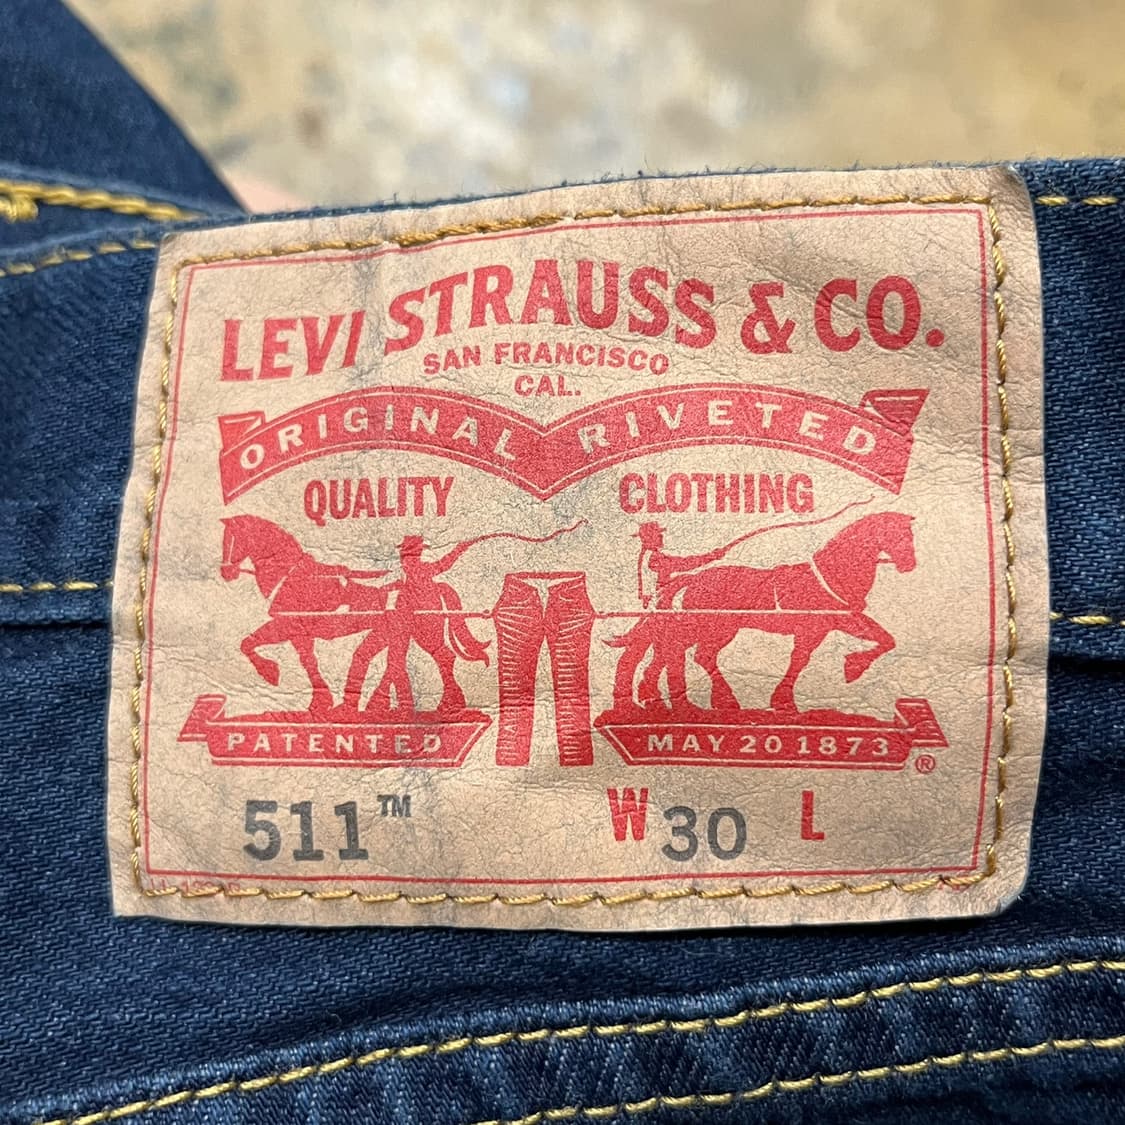 LEVI STRAUSS & CO.
SAN FRANCISCO
CAL.
ORIGINAL RIVETED
QUALITY CLOTHING
PATENTED MAY 20 1873 ®
511™ W 30 L